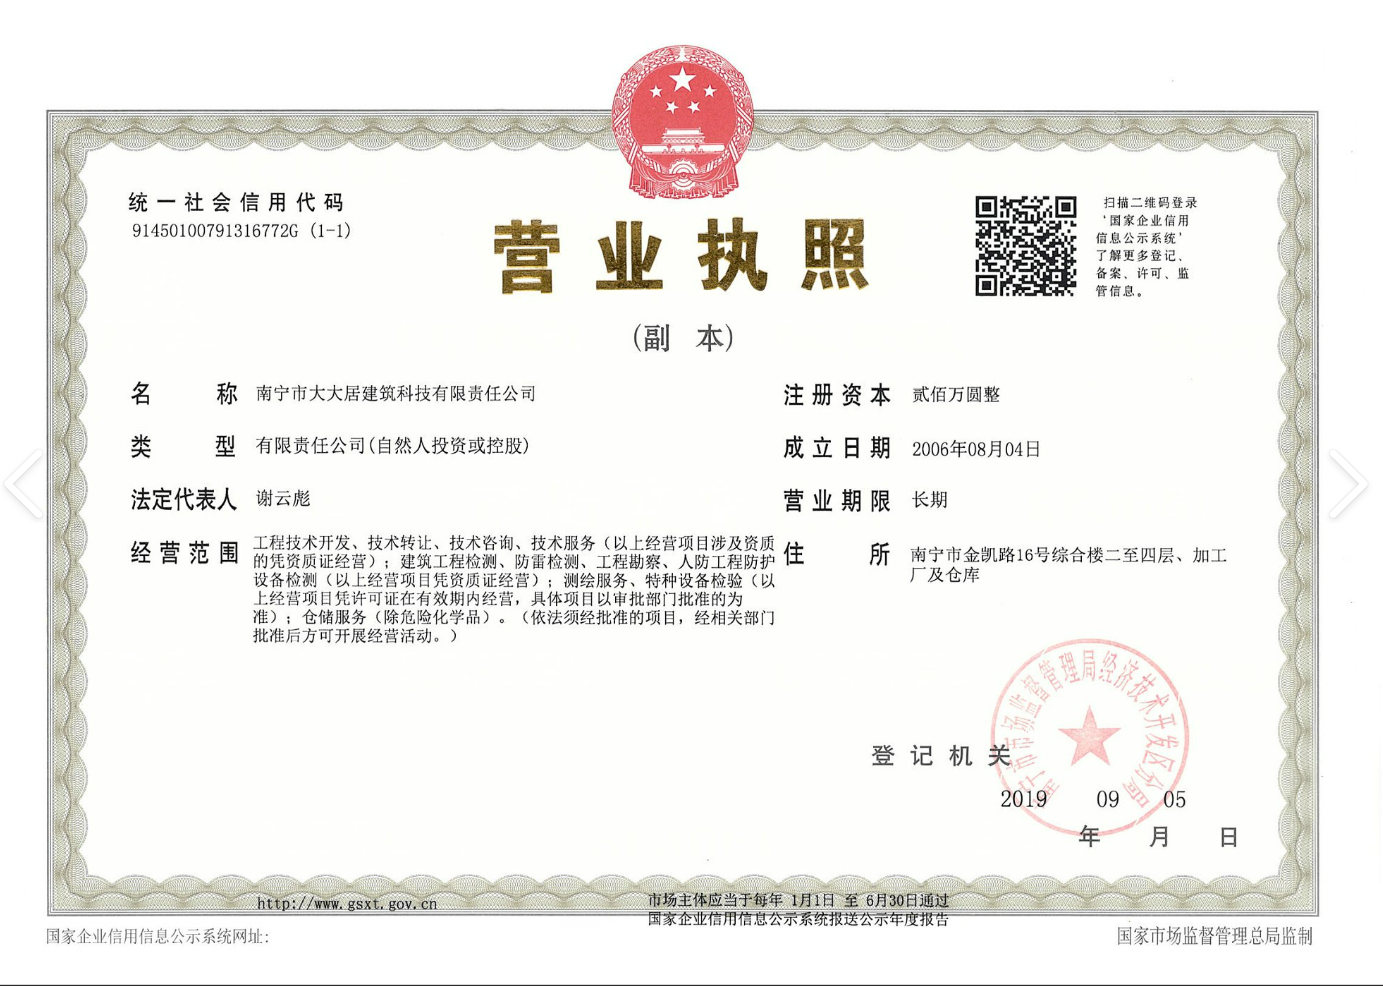 统一社会信用代码
91450100791316772G (1-1)
营业执照
(副 本)
扫描二维码登录
‘国家企业信用
信息公示系统’
了解更多登记、
备案、许可、监
管信息。
名 称 南宁市大大居建筑科技有限责任公司
类 型 有限责任公司(自然人投资或控股)
法定代表人 谢云彪
经营范围 工程技术开发、技术转让、技术咨询、技术服务（以上经营项目涉及资质
的凭资质证经营）；建筑工程检测、防雷检测、工程勘察、人防工程防护
设备检测（以上经营项目凭资质证经营）；测绘服务、特种设备检验（以
上经营项目凭许可证在有效期内经营，具体项目以审批部门批准的为
准）；仓储服务（除危险化学品）。（依法须经批准的项目，经相关部门
批准后方可开展经营活动。）
注册资本 贰佰万圆整
成立日期 2006年08月04日
营业期限 长期
住 所 南宁市金凯路16号综合楼二至四层、加工
厂及仓库
南宁市市场监督管理局经济技术开发区分局
登记机关
2019 09 05
年 月 日
http://www.gsxt.gov.cn
市场主体应当于每年 1月1日 至 6月30日通过
国家企业信用信息公示系统报送公示年度报告
国家企业信用信息公示系统网址:
国家市场监督管理总局监制